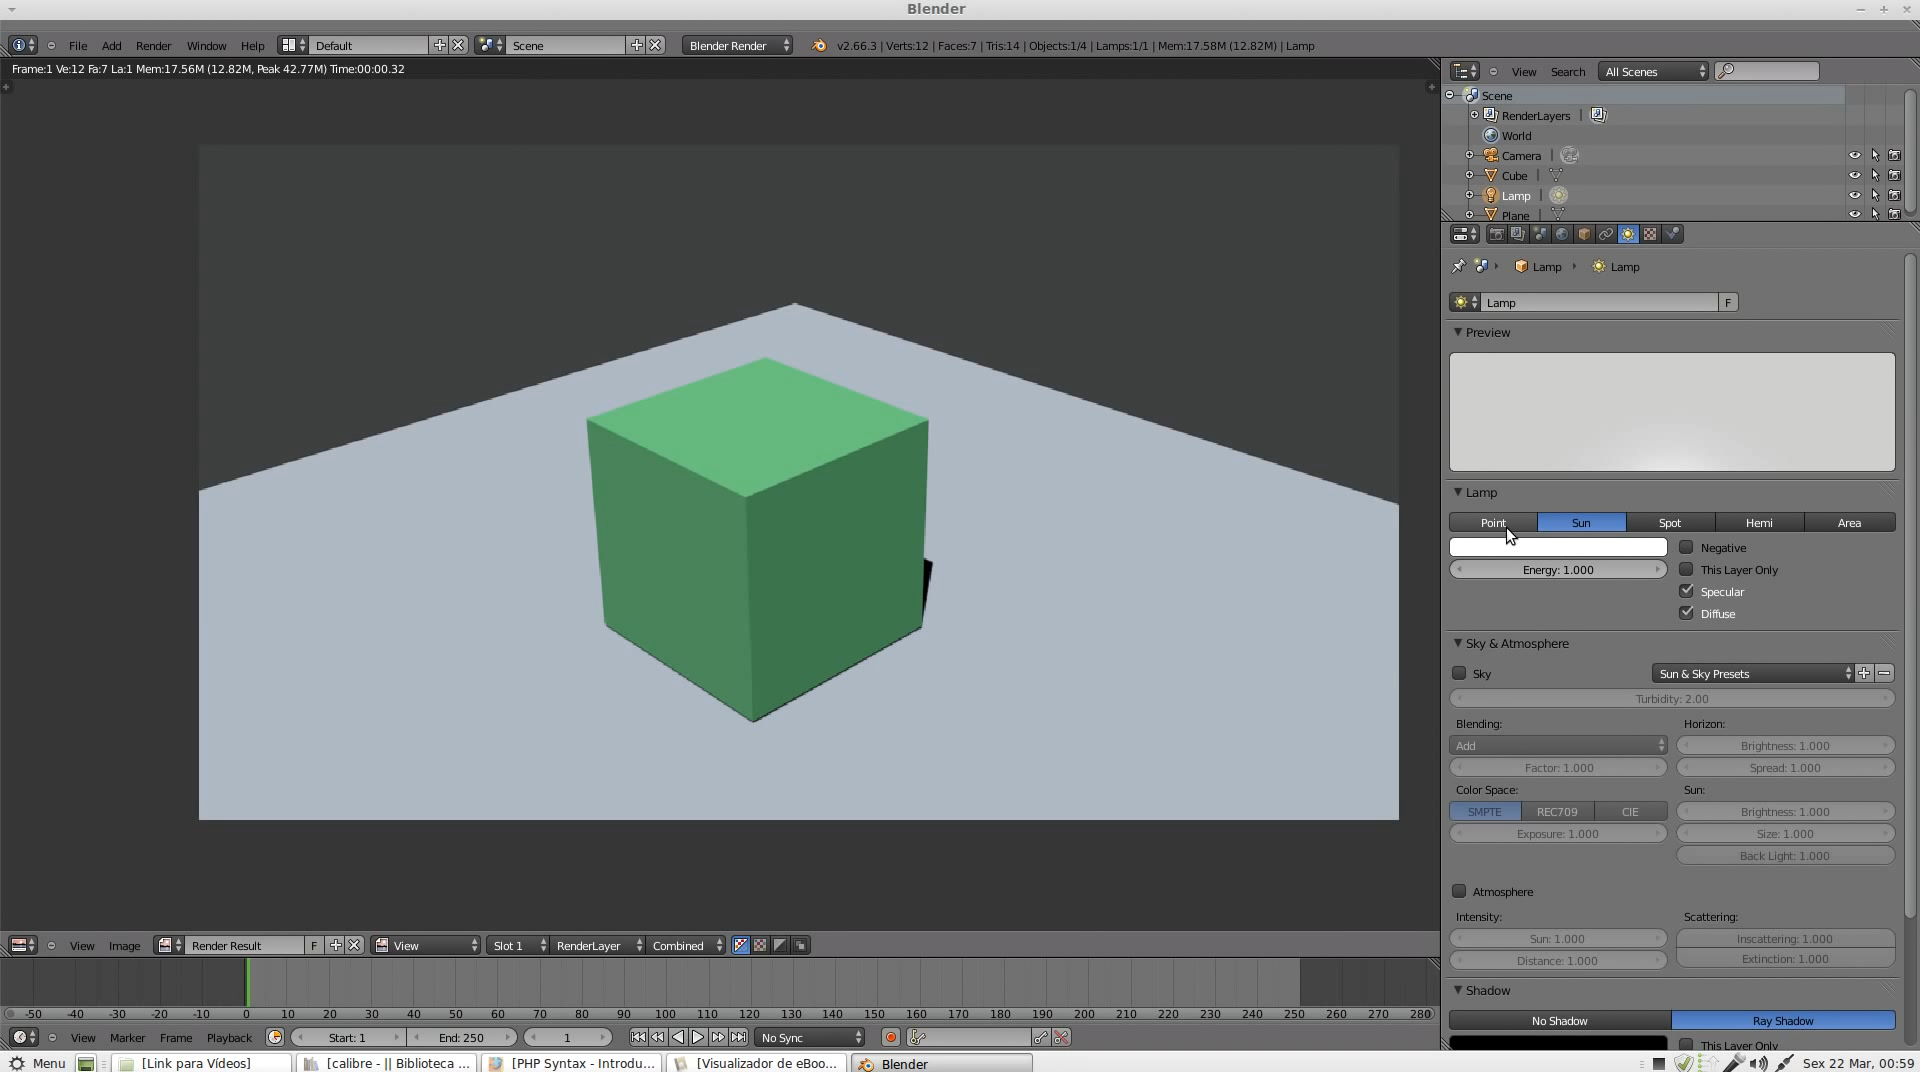 Blender
File Add Render Window Help Default Scene Blender Render v2.66.3 | Verts:12 | Faces:7 | Tris:14 | Objects:1/4 | Lamps:1/1 | Mem:17.58M (12.82M) | Lamp
Frame:1 Ve:12 Fa:7 La:1 Mem:17.56M (12.82M, Peak 42.77M) Time:00:00.32
View Search All Scenes
Scene
RenderLayers |
World
Camera |
Cube |
Lamp |
Plane |
Lamp Lamp
Lamp F
Preview
Lamp
Point Sun Spot Hemi Area
Negative
Energy: 1.000 This Layer Only
Specular
Diffuse
Sky & Atmosphere
Sky Sun & Sky Presets
Turbidity: 2.00
Blending: Horizon:
Add Brightness: 1.000
Factor: 1.000 Spread: 1.000
Color Space: Sun:
SMPTE REC709 CIE Brightness: 1.000
Exposure: 1.000 Size: 1.000
Back Light: 1.000
Atmosphere
Intensity: Scattering:
Sun: 1.000 Inscattering: 1.000
Distance: 1.000 Extinction: 1.000
Shadow
No Shadow Ray Shadow
This Layer Only
View Image Render Result F View Slot 1 RenderLayer Combined
-50 -40 -30 -20 -10 0 10 20 30 40 50 60 70 80 90 100 110 120 130 140 150 160 170 180 190 200 210 220 230 240 250 260 270 280
View Marker Frame Playback Start: 1 End: 250 1 No Sync
Menu [Link para Vídeos] [calibre - || Biblioteca ... [PHP Syntax - Introdu... [Visualizador de eBoo... Blender Sex 22 Mar, 00:59